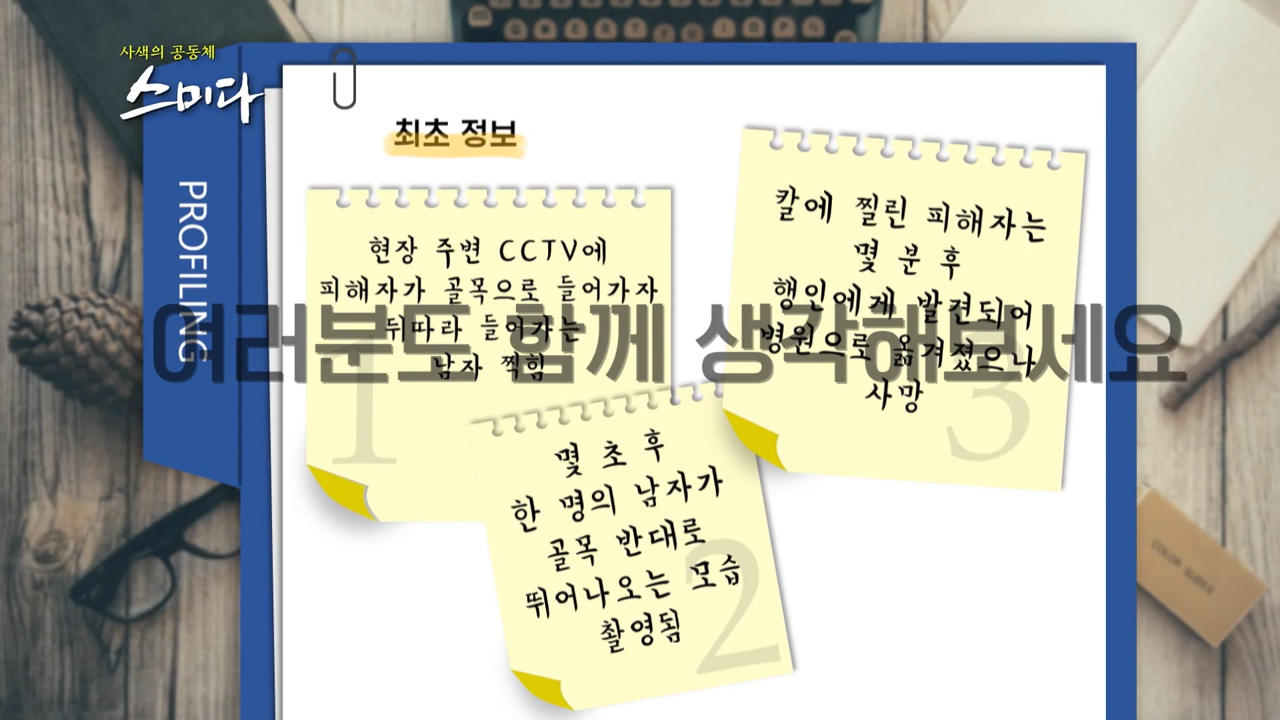 사색의 공동체
스미다
PROFILING
최초 정보
현장 주변 CCTV에
피해자가 골목으로 들어가자
뒤따라 들어가는
남자 찍힘
1
몇 초 후
한 명의 남자가
골목 반대로
뛰어나오는 모습
촬영됨
2
칼에 찔린 피해자는
몇 분 후
행인에게 발견되어
병원으로 옮겨졌으나
사망
3
여러분도 함께 생각해보세요
COLOR SLIDES